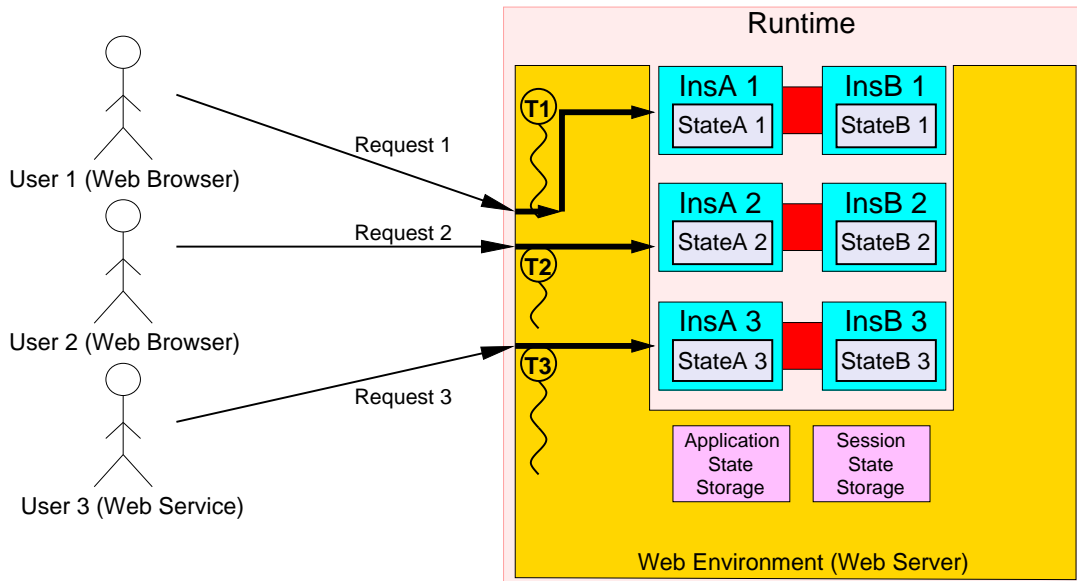 Runtime
InsA 1
InsB 1
T1
StateA 1
StateB 1
Request 1
User 1 (Web Browser)
InsA 2
InsB 2
Request 2
StateA 2
StateB 2
T2
InsA 3
InsB 3
User 2 (Web Browser)
StateA 3
StateB 3
T3
Request 3
Application
State
Storage
Session
State
Storage
User 3 (Web Service)
Web Environment (Web Server)